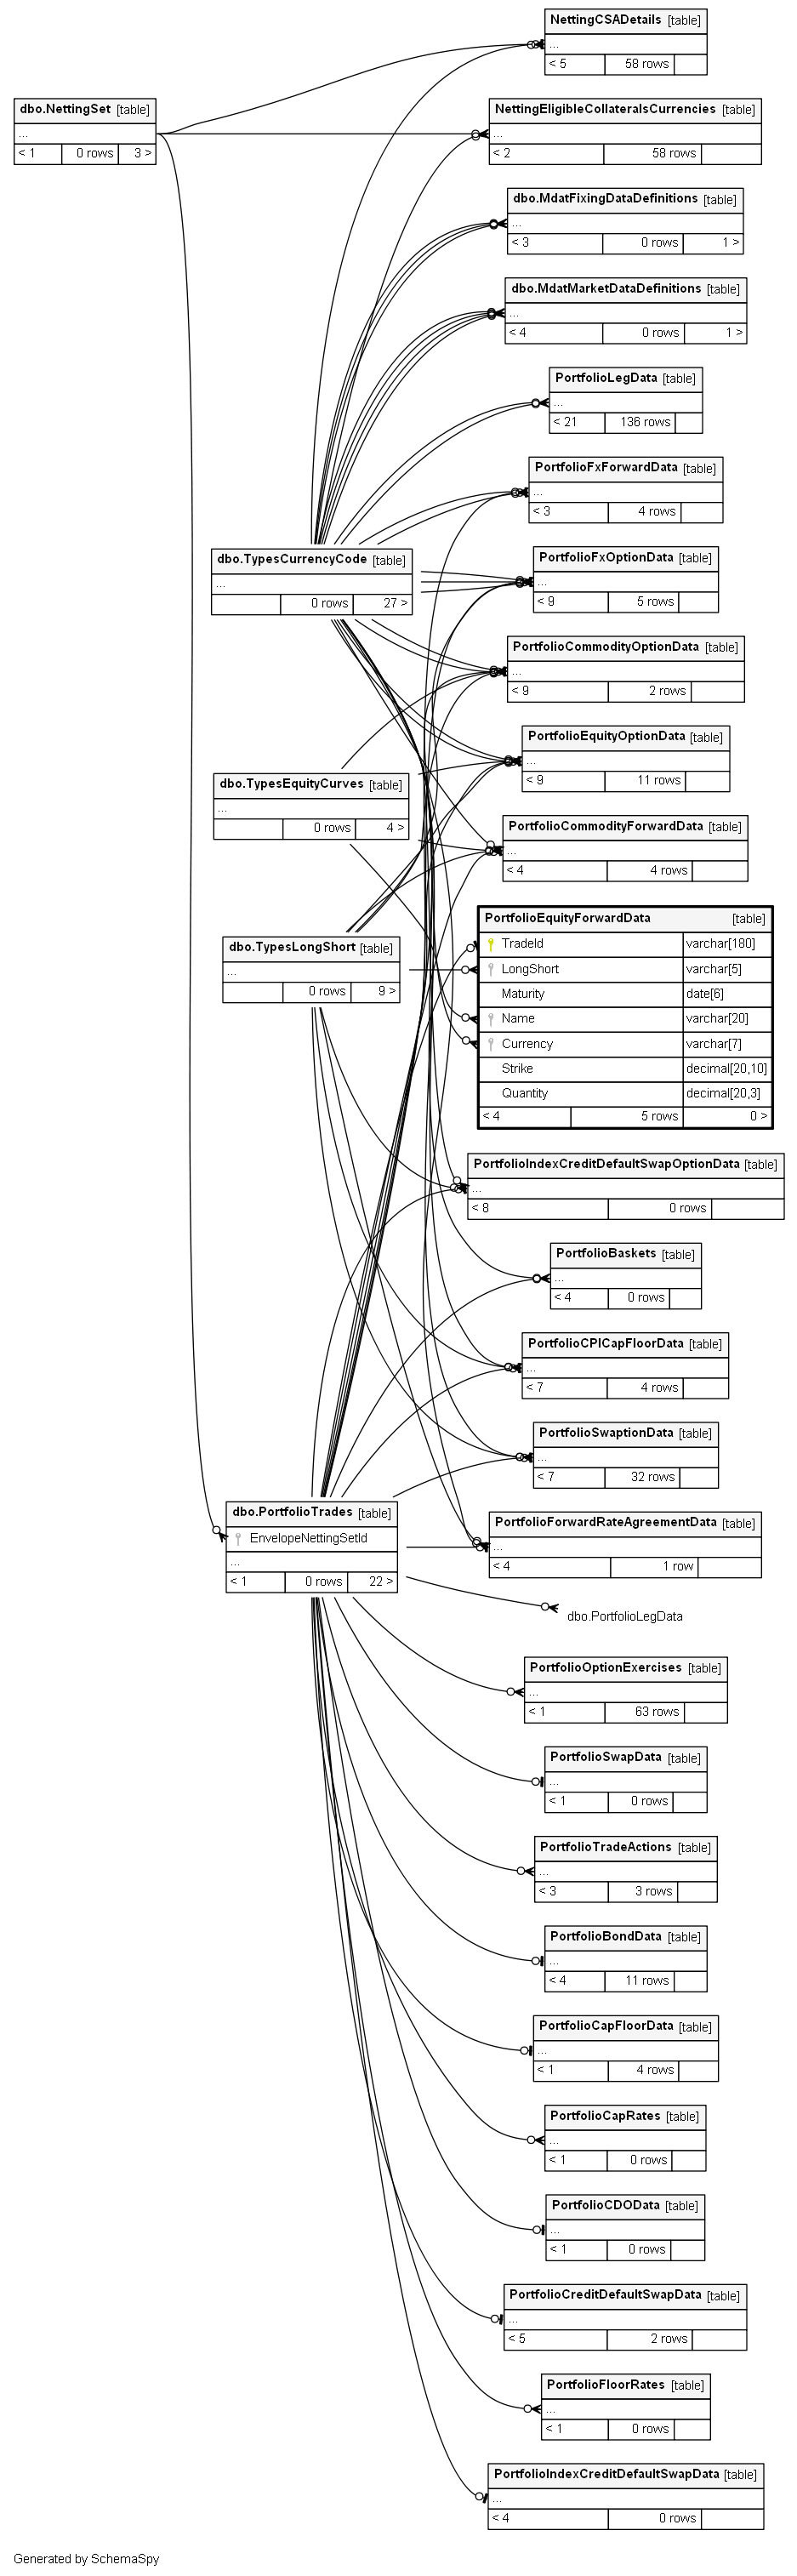 NettingCSADetails [table]
...
< 5 58 rows
dbo.NettingSet [table]
...
< 1 0 rows 3 >
NettingEligibleCollateralsCurrencies [table]
...
< 2 58 rows
dbo.MdatFixingDataDefinitions [table]
...
< 3 0 rows 1 >
dbo.MdatMarketDataDefinitions [table]
...
< 4 0 rows 1 >
PortfolioLegData [table]
...
< 21 136 rows
PortfolioFxForwardData [table]
...
< 3 4 rows
dbo.TypesCurrencyCode [table]
...
0 rows 27 >
PortfolioFxOptionData [table]
...
< 9 5 rows
PortfolioCommodityOptionData [table]
...
< 9 2 rows
PortfolioEquityOptionData [table]
...
< 9 11 rows
dbo.TypesEquityCurves [table]
...
0 rows 4 >
PortfolioCommodityForwardData [table]
...
< 4 4 rows
PortfolioEquityForwardData [table]
TradeId varchar[180]
LongShort varchar[5]
Maturity date[6]
Name varchar[20]
Currency varchar[7]
Strike decimal[20,10]
Quantity decimal[20,3]
< 4 5 rows 0 >
dbo.TypesLongShort [table]
...
0 rows 9 >
PortfolioIndexCreditDefaultSwapOptionData [table]
...
< 8 0 rows
PortfolioBaskets [table]
...
< 4 0 rows
PortfolioCPICapFloorData [table]
...
< 7 4 rows
PortfolioSwaptionData [table]
...
< 7 32 rows
dbo.PortfolioTrades [table]
EnvelopeNettingSetId
...
< 1 0 rows 22 >
PortfolioForwardRateAgreementData [table]
...
< 4 1 row
dbo.PortfolioLegData
PortfolioOptionExercises [table]
...
< 1 63 rows
PortfolioSwapData [table]
...
< 1 0 rows
PortfolioTradeActions [table]
...
< 3 3 rows
PortfolioBondData [table]
...
< 4 11 rows
PortfolioCapFloorData [table]
...
< 1 4 rows
PortfolioCapRates [table]
...
< 1 0 rows
PortfolioCDOData [table]
...
< 1 0 rows
PortfolioCreditDefaultSwapData [table]
...
< 5 2 rows
PortfolioFloorRates [table]
...
< 1 0 rows
PortfolioIndexCreditDefaultSwapData [table]
...
< 4 0 rows
Generated by SchemaSpy